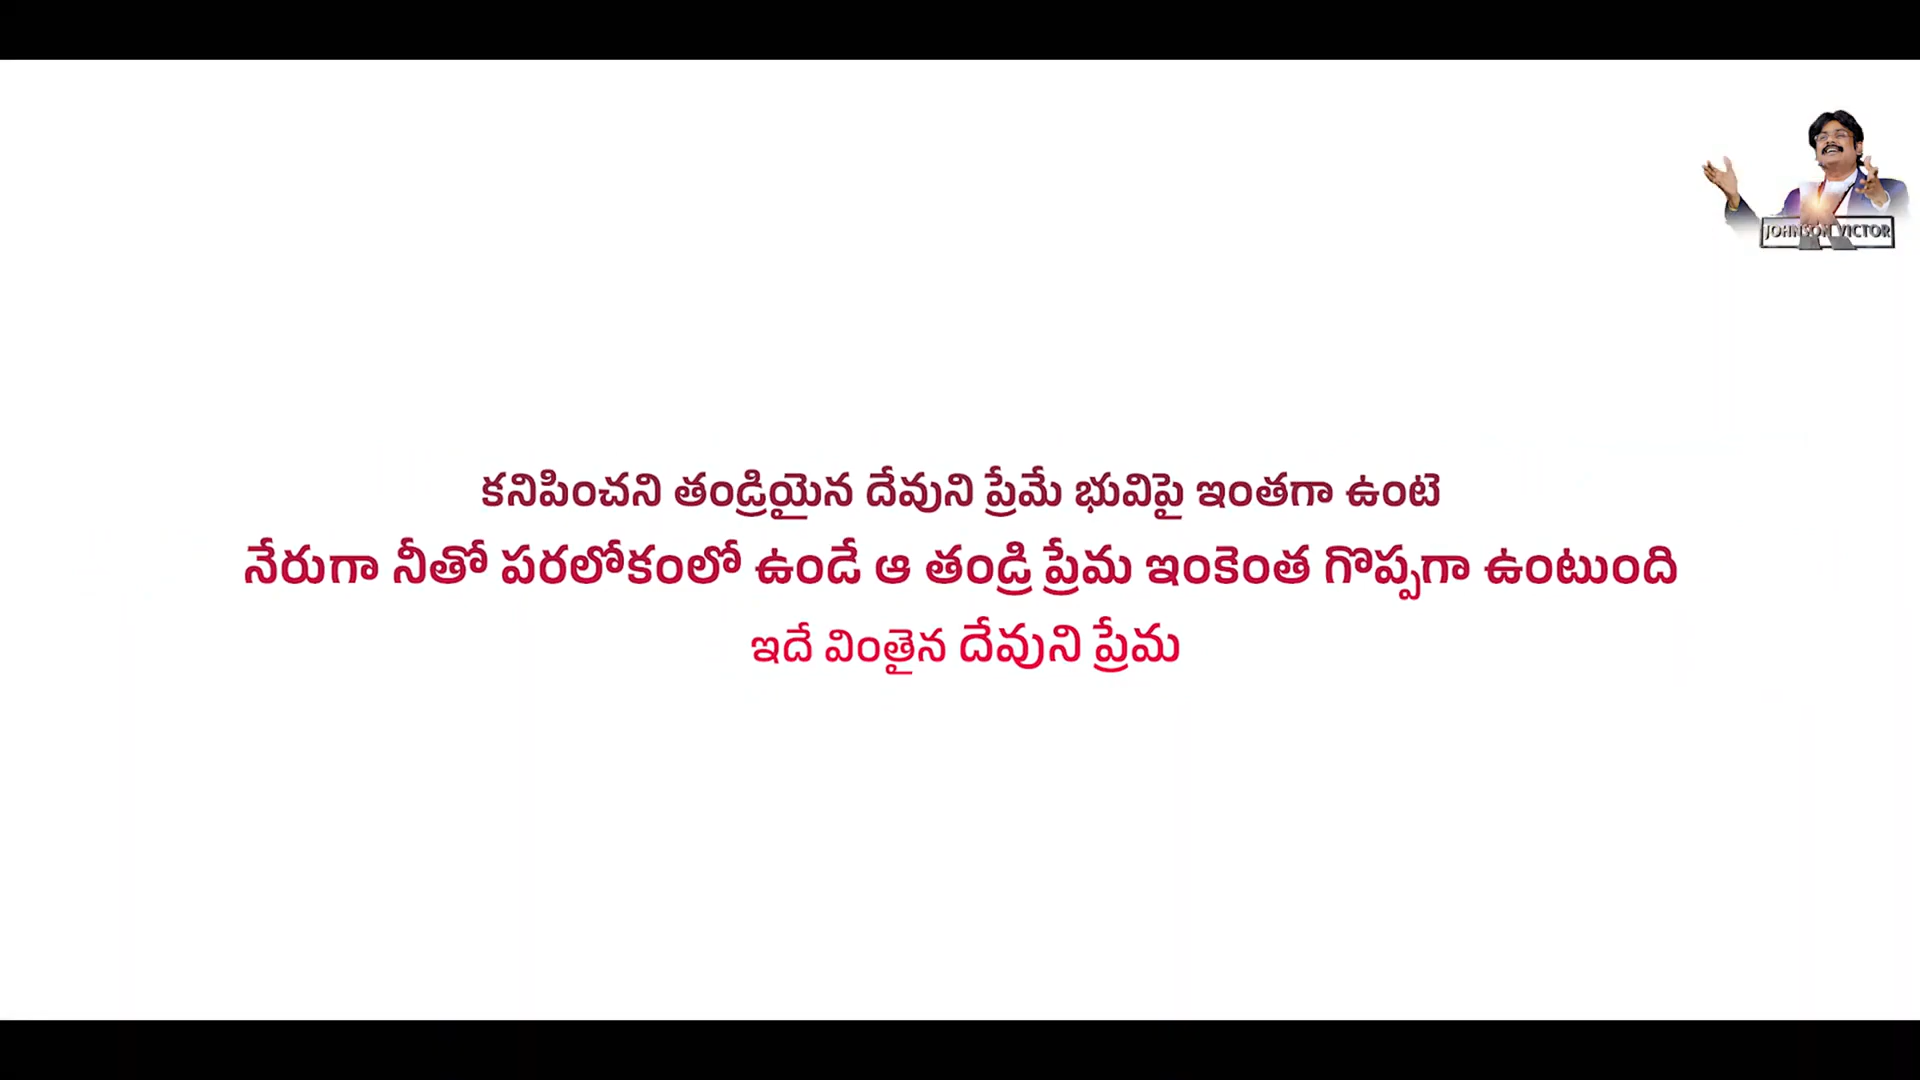 JOHNSON VICTOR
కనిపించని తండ్రియైన దేవుని ప్రేమే భువిపై ఇంతగా ఉంటె
నేరుగా నీతో పరలోకంలో ఉండే ఆ తండ్రి ప్రేమ ఇంకెంత గొప్పగా ఉంటుంది
ఇదే వింతైన దేవుని ప్రేమ